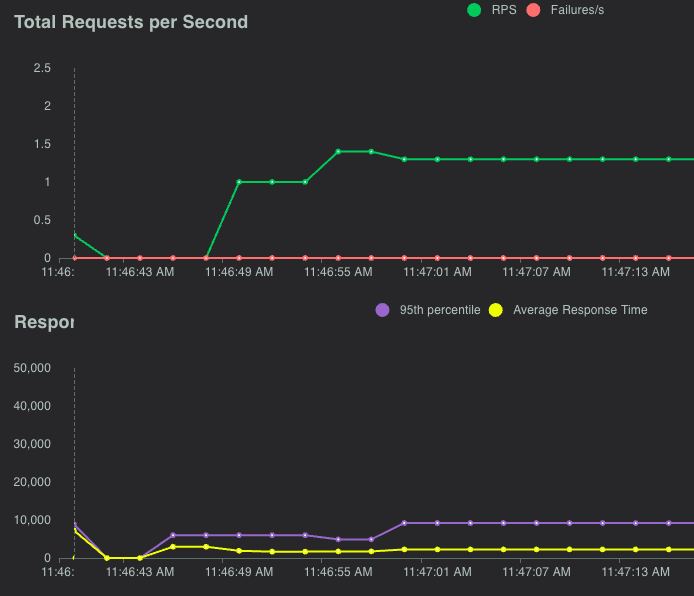 Total Requests per Second
RPS Failures/s
2.5
2
1.5
1
0.5
0
11:46: 11:46:43 AM 11:46:49 AM 11:46:55 AM 11:47:01 AM 11:47:07 AM 11:47:13 AM
Respor
95th percentile Average Response Time
50,000
40,000
30,000
20,000
10,000
0
11:46: 11:46:43 AM 11:46:49 AM 11:46:55 AM 11:47:01 AM 11:47:07 AM 11:47:13 AM